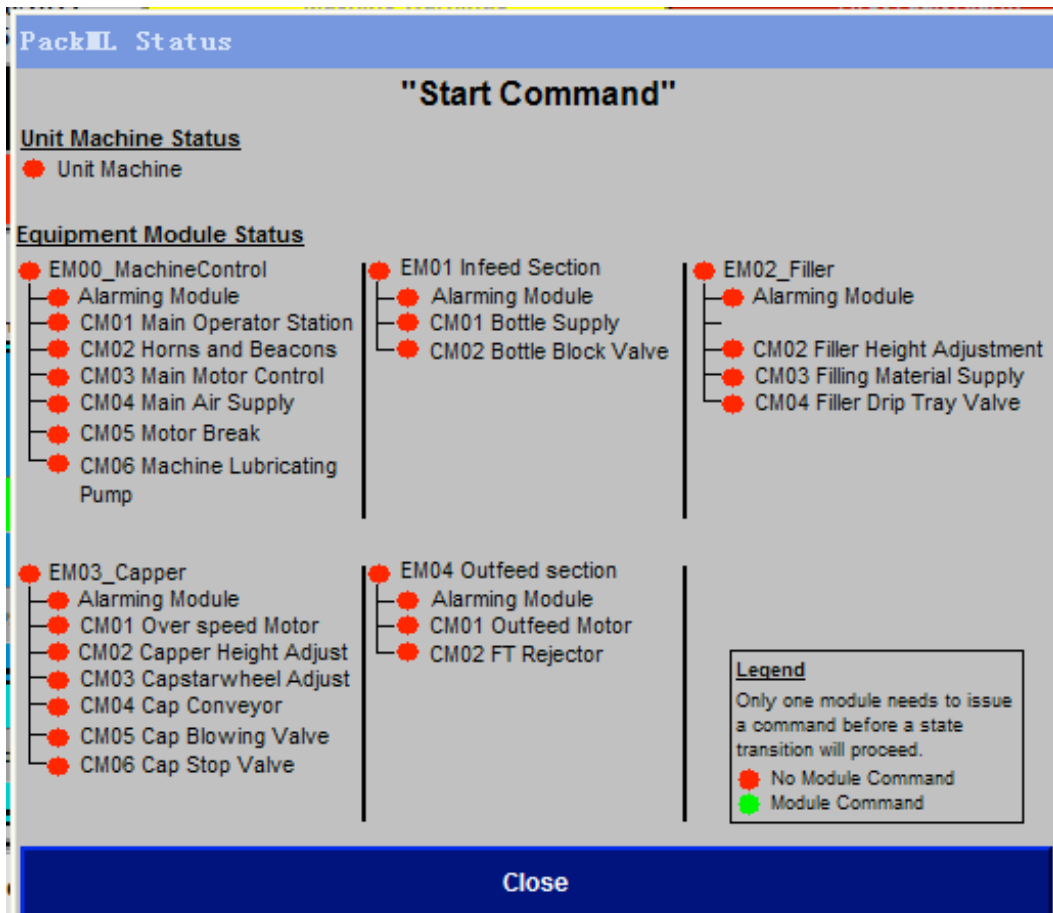 PackML Status
"Start Command"
Unit Machine Status
Unit Machine
Equipment Module Status
EM00_MachineControl
Alarming Module
CM01 Main Operator Station
CM02 Horns and Beacons
CM03 Main Motor Control
CM04 Main Air Supply
CM05 Motor Break
CM06 Machine Lubricating
Pump
EM01 Infeed Section
Alarming Module
CM01 Bottle Supply
CM02 Bottle Block Valve
EM02_Filler
Alarming Module
CM02 Filler Height Adjustment
CM03 Filling Material Supply
CM04 Filler Drip Tray Valve
EM03_Capper
Alarming Module
CM01 Over speed Motor
CM02 Capper Height Adjust
CM03 Capstarwheel Adjust
CM04 Cap Conveyor
CM05 Cap Blowing Valve
CM06 Cap Stop Valve
EM04 Outfeed section
Alarming Module
CM01 Outfeed Motor
CM02 FT Rejector
Legend
Only one module needs to issue
a command before a state
transition will proceed.
No Module Command
Module Command
Close